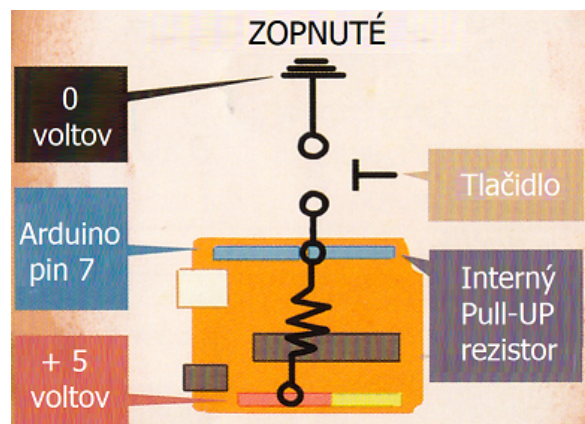 ZOPNUTÉ
0
voltov
Tlačidlo
Arduino
pin 7
Interný
Pull-UP
rezistor
+ 5
voltov